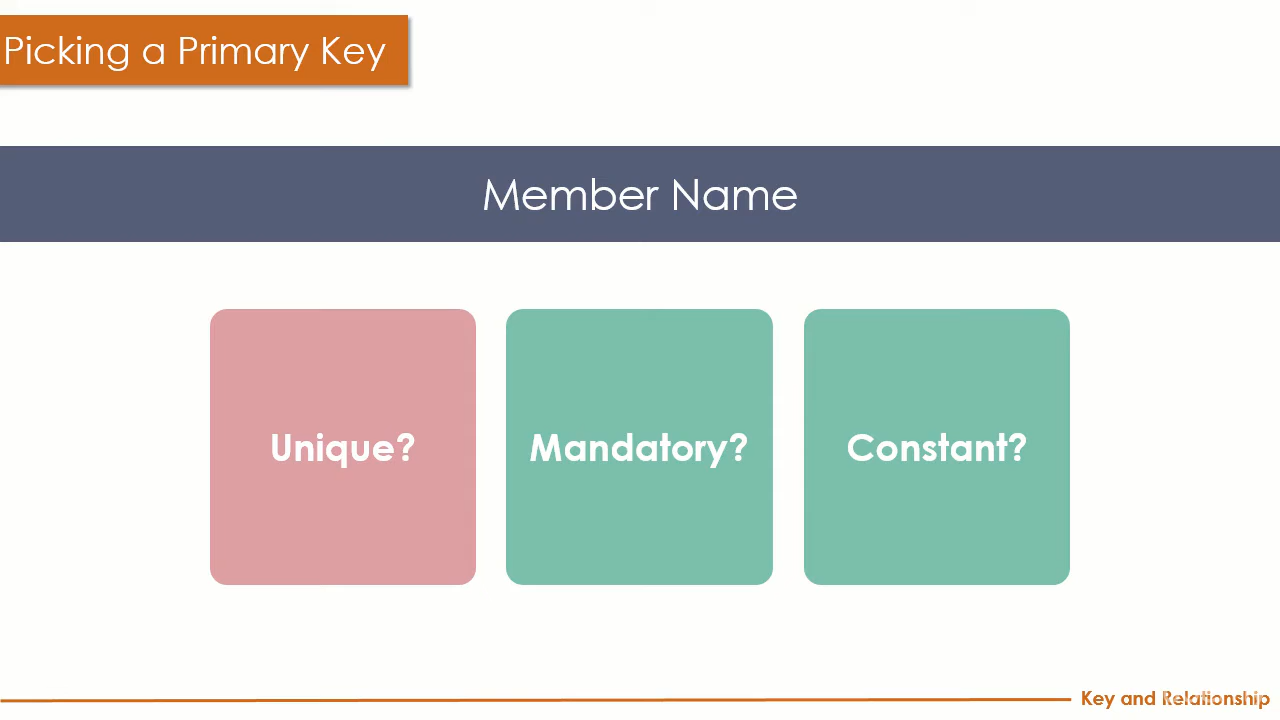 Picking a Primary Key
Member Name
Unique?
Mandatory?
Constant?
Key and Relationship